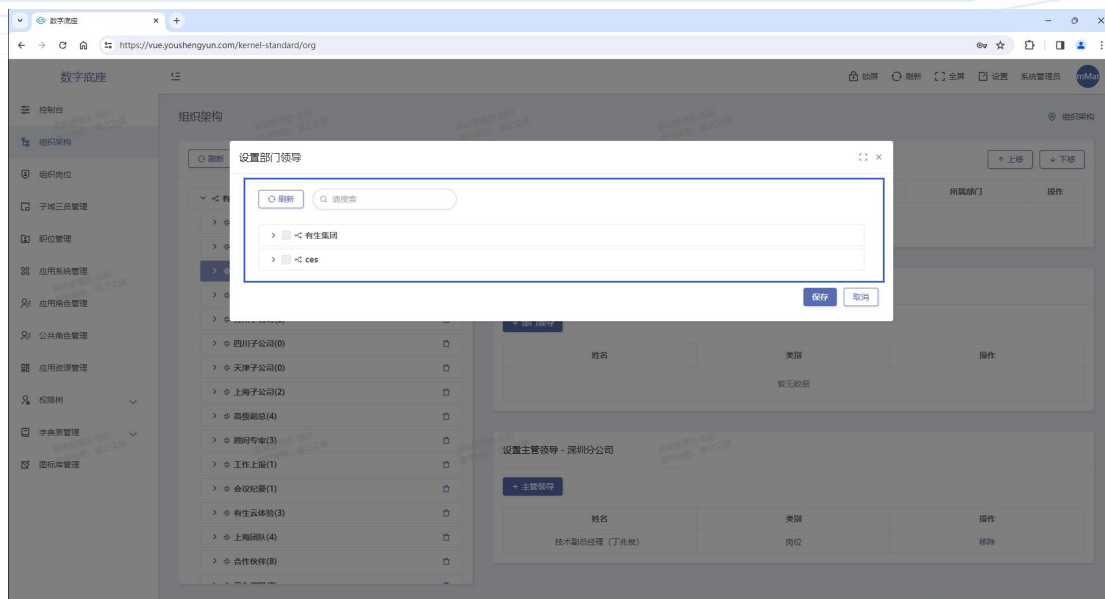 数字底座
https://vue.youshengyun.com/kernel-standard/org
数字底座
锁屏 刷新 全屏 设置 系统管理员 mMar
控制台
组织架构
组织岗位
子域三员管理
职位管理
应用系统管理
应用角色管理
公共角色管理
应用资源管理
权限树
字典表管理
图标库管理
组织架构
组织架构
刷新
设置部门领导
上移 下移
所属部门 操作
刷新 请搜索
有生集团
ces
保存 取消
四川子公司(0)
天津子公司(0)
上海子公司(2)
高级副总(4)
顾问专家(3)
工作上报(1)
会议纪要(1)
有生云体验(3)
上海团队(4)
合作伙伴(8)
+ 部门领导
姓名 类别 操作
暂无数据
设置主管领导 - 深圳分公司
+ 主管领导
姓名 类别 操作
技术副总经理（丁兆俊） 岗位 移除